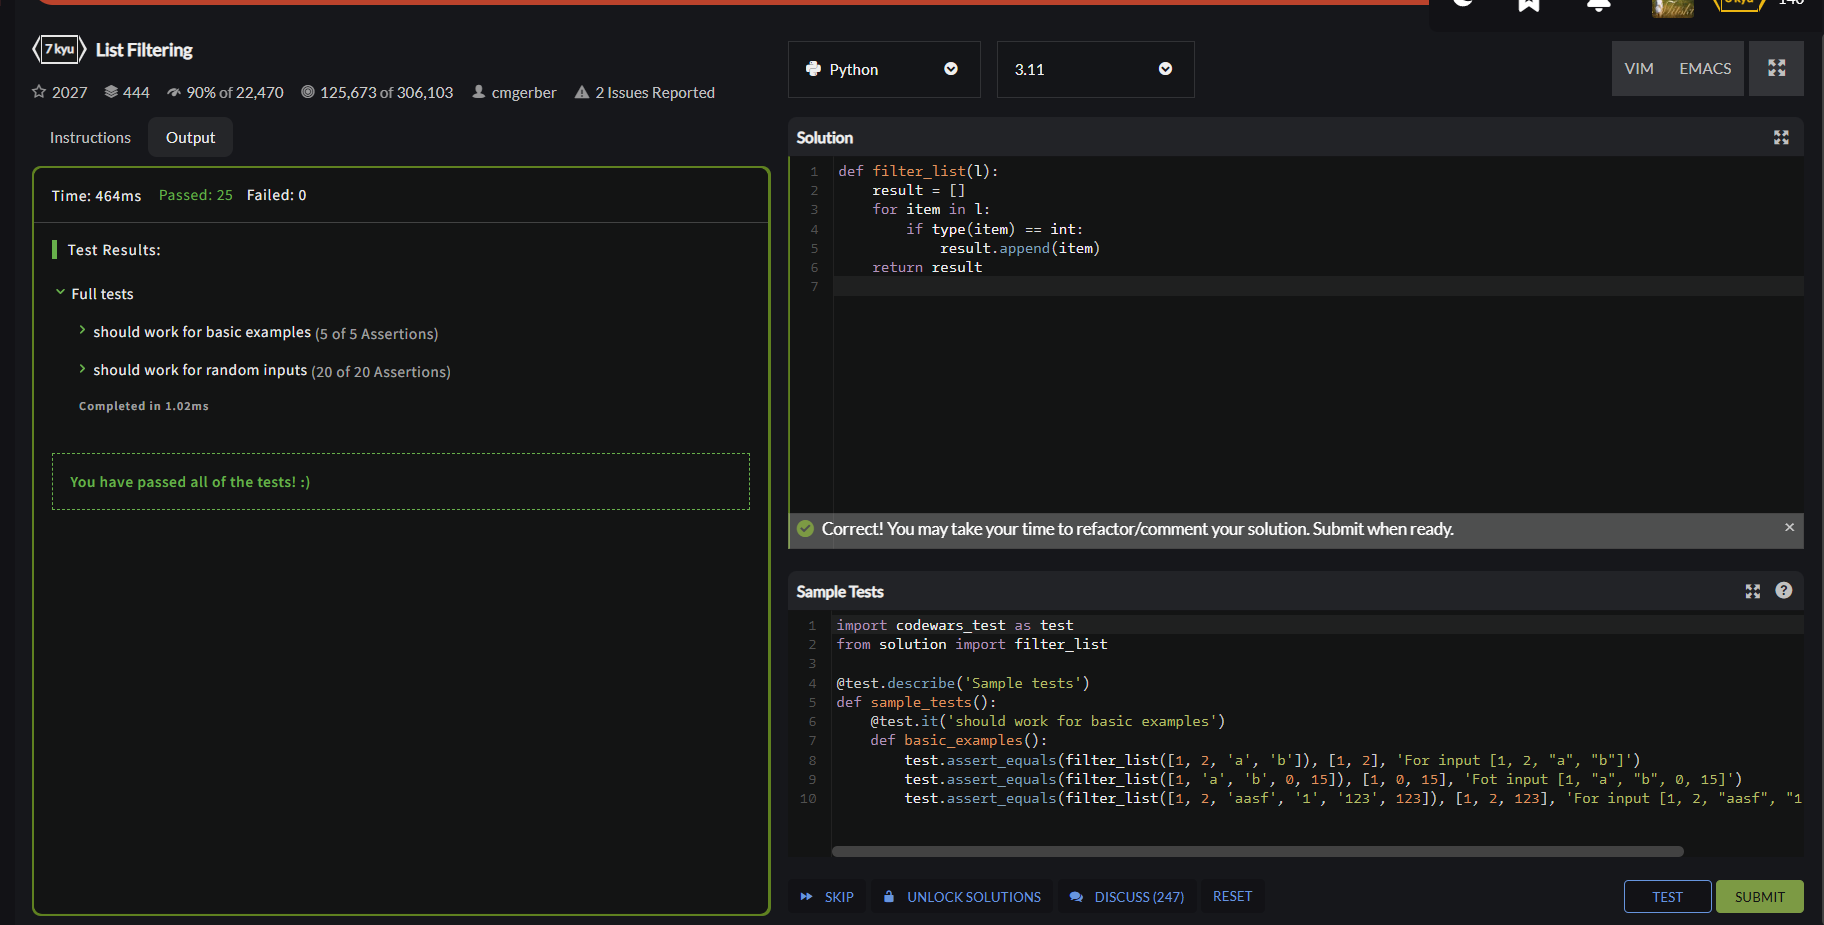 7 kyu List Filtering
2027 444 90% of 22,470 125,673 of 306,103 cmgerber 2 Issues Reported
Instructions Output
Time: 464ms Passed: 25 Failed: 0
Test Results:
Full tests
should work for basic examples (5 of 5 Assertions)
should work for random inputs (20 of 20 Assertions)
Completed in 1.02ms
You have passed all of the tests! :)
Python 3.11 VIM EMACS
Solution
1 def filter_list(l):
2     result = []
3     for item in l:
4         if type(item) == int:
5             result.append(item)
6     return result
7
Correct! You may take your time to refactor/comment your solution. Submit when ready. ×
Sample Tests ?
1 import codewars_test as test
2 from solution import filter_list
3
4 @test.describe('Sample tests')
5 def sample_tests():
6     @test.it('should work for basic examples')
7     def basic_examples():
8         test.assert_equals(filter_list([1, 2, 'a', 'b']), [1, 2], 'For input [1, 2, "a", "b"]')
9         test.assert_equals(filter_list([1, 'a', 'b', 0, 15]), [1, 0, 15], 'Fot input [1, "a", "b", 0, 15]')
10         test.assert_equals(filter_list([1, 2, 'aasf', '1', '123', 123]), [1, 2, 123], 'For input [1, 2, "aasf", "1
SKIP UNLOCK SOLUTIONS DISCUSS (247) RESET TEST SUBMIT